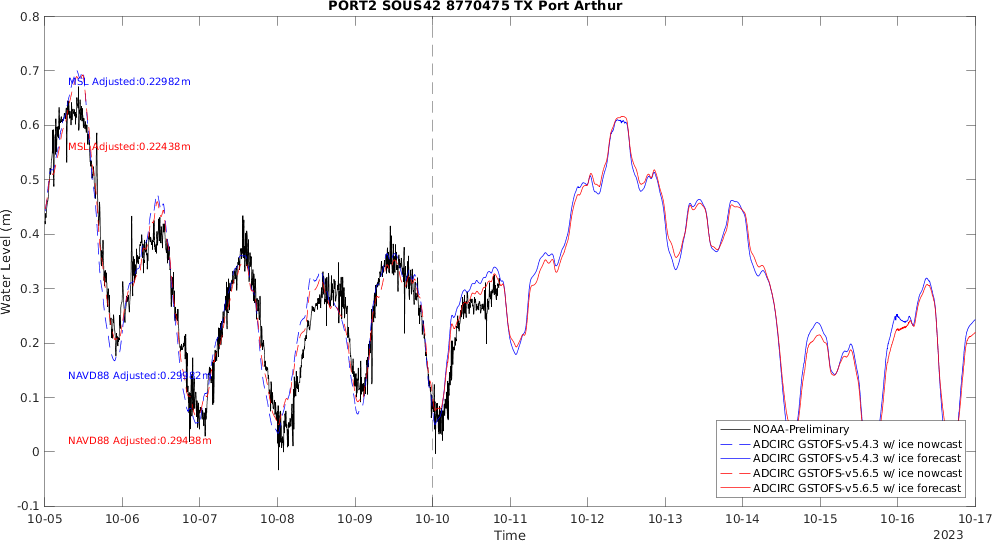 PORT2 SOUS42 8770475 TX Port Arthur
0.8
0.7
0.6
0.5
0.4
0.3
0.2
0.1
0
-0.1
Water Level (m)
MSL Adjusted:0.22982m
MSL Adjusted:0.22438m
NAVD88 Adjusted:0.29982m
NAVD88 Adjusted:0.29438m
NOAA-Preliminary
ADCIRC GSTOFS-v5.4.3 w/ ice nowcast
ADCIRC GSTOFS-v5.4.3 w/ ice forecast
ADCIRC GSTOFS-v5.6.5 w/ ice nowcast
ADCIRC GSTOFS-v5.6.5 w/ ice forecast
10-05 10-06 10-07 10-08 10-09 10-10 10-11 10-12 10-13 10-14 10-15 10-16 10-17
Time
2023